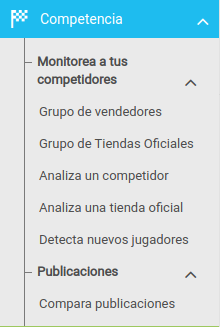 Competencia
Monitorea a tus
competidores
Grupo de vendedores
Grupo de Tiendas Oficiales
Analiza un competidor
Analiza una tienda oficial
Detecta nuevos jugadores
Publicaciones
Compara publicaciones